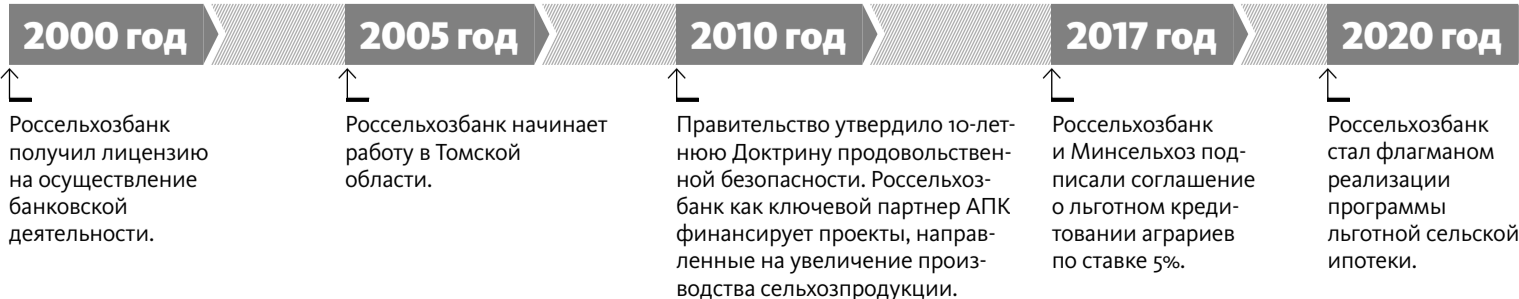 2000 год
Россельхозбанк
получил лицензию
на осуществление
банковской
деятельности.
2005 год
Россельхозбанк начинает
работу в Томской
области.
2010 год
Правительство утвердило 10-лет-
нюю Доктрину продовольствен-
ной безопасности. Россельхоз-
банк как ключевой партнер АПК
финансирует проекты, направ-
ленные на увеличение произ-
водства сельхозпродукции.
2017 год
Россельхозбанк
и Минсельхоз под-
писали соглашение
о льготном креди-
товании аграриев
по ставке 5%.
2020 год
Россельхозбанк
стал флагманом
реализации
программы
льготной сельской
ипотеки.